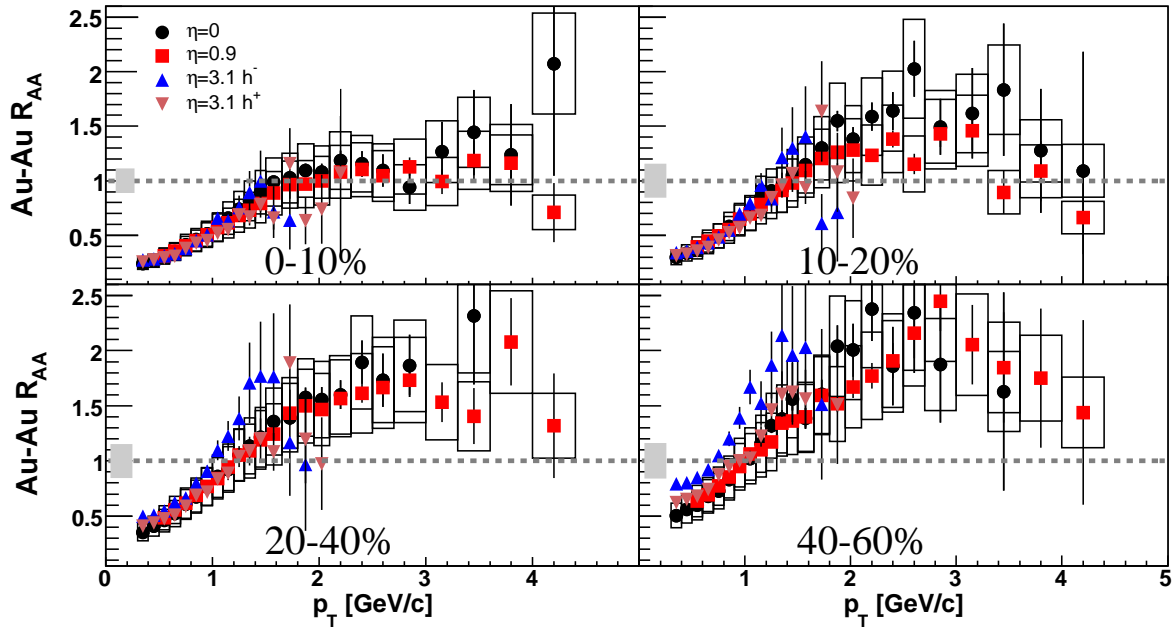 2.5
2
1.5
1
0.5
Au-Au R_AA
η=0
η=0.9
η=3.1 h⁻
η=3.1 h⁺
0-10%
10-20%
2.5
2
1.5
1
0.5
Au-Au R_AA
20-40%
40-60%
0 1 2 3 4 0 1 2 3 4 5
p_T [GeV/c] p_T [GeV/c]